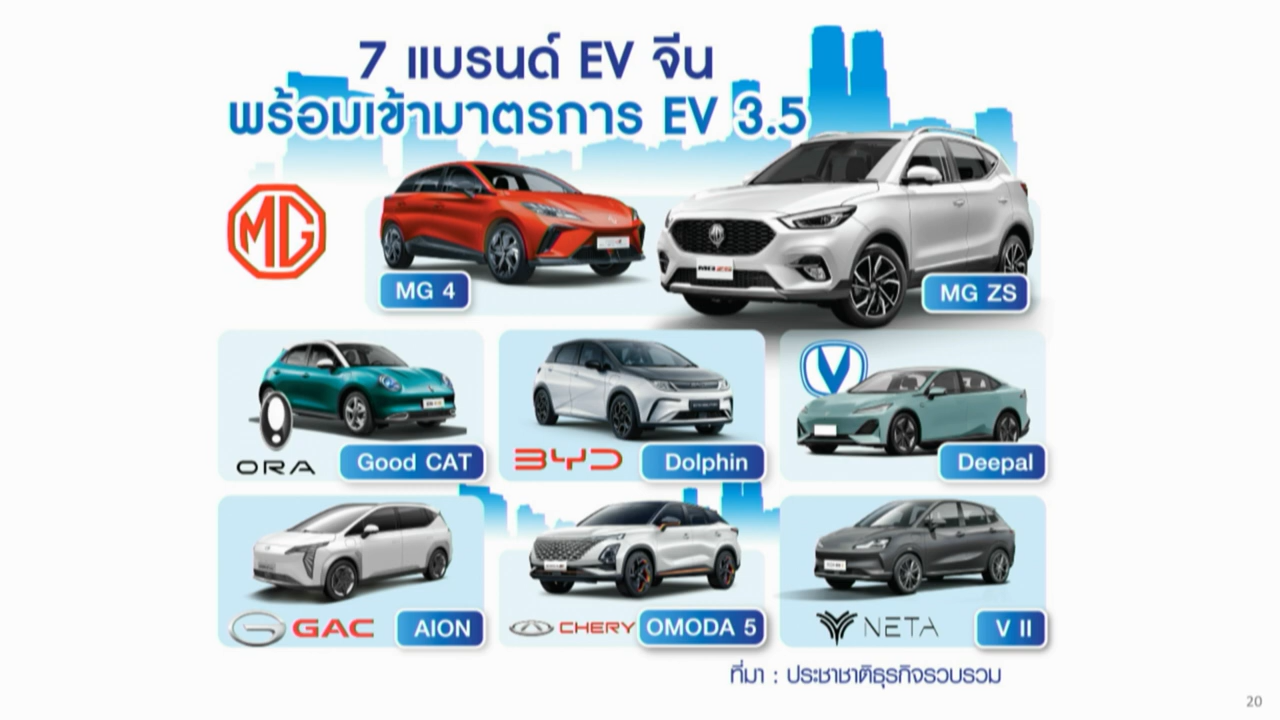 7 แบรนด์ EV จีน
พร้อมเข้ามาตรการ EV 3.5
MG
MG 4
MG ZS
ORA
Good CAT
BYD
Dolphin
Deepal
GAC
AION
CHERY
OMODA 5
NETA
V II
ที่มา : ประชาชาติธุรกิจรวบรวม
20